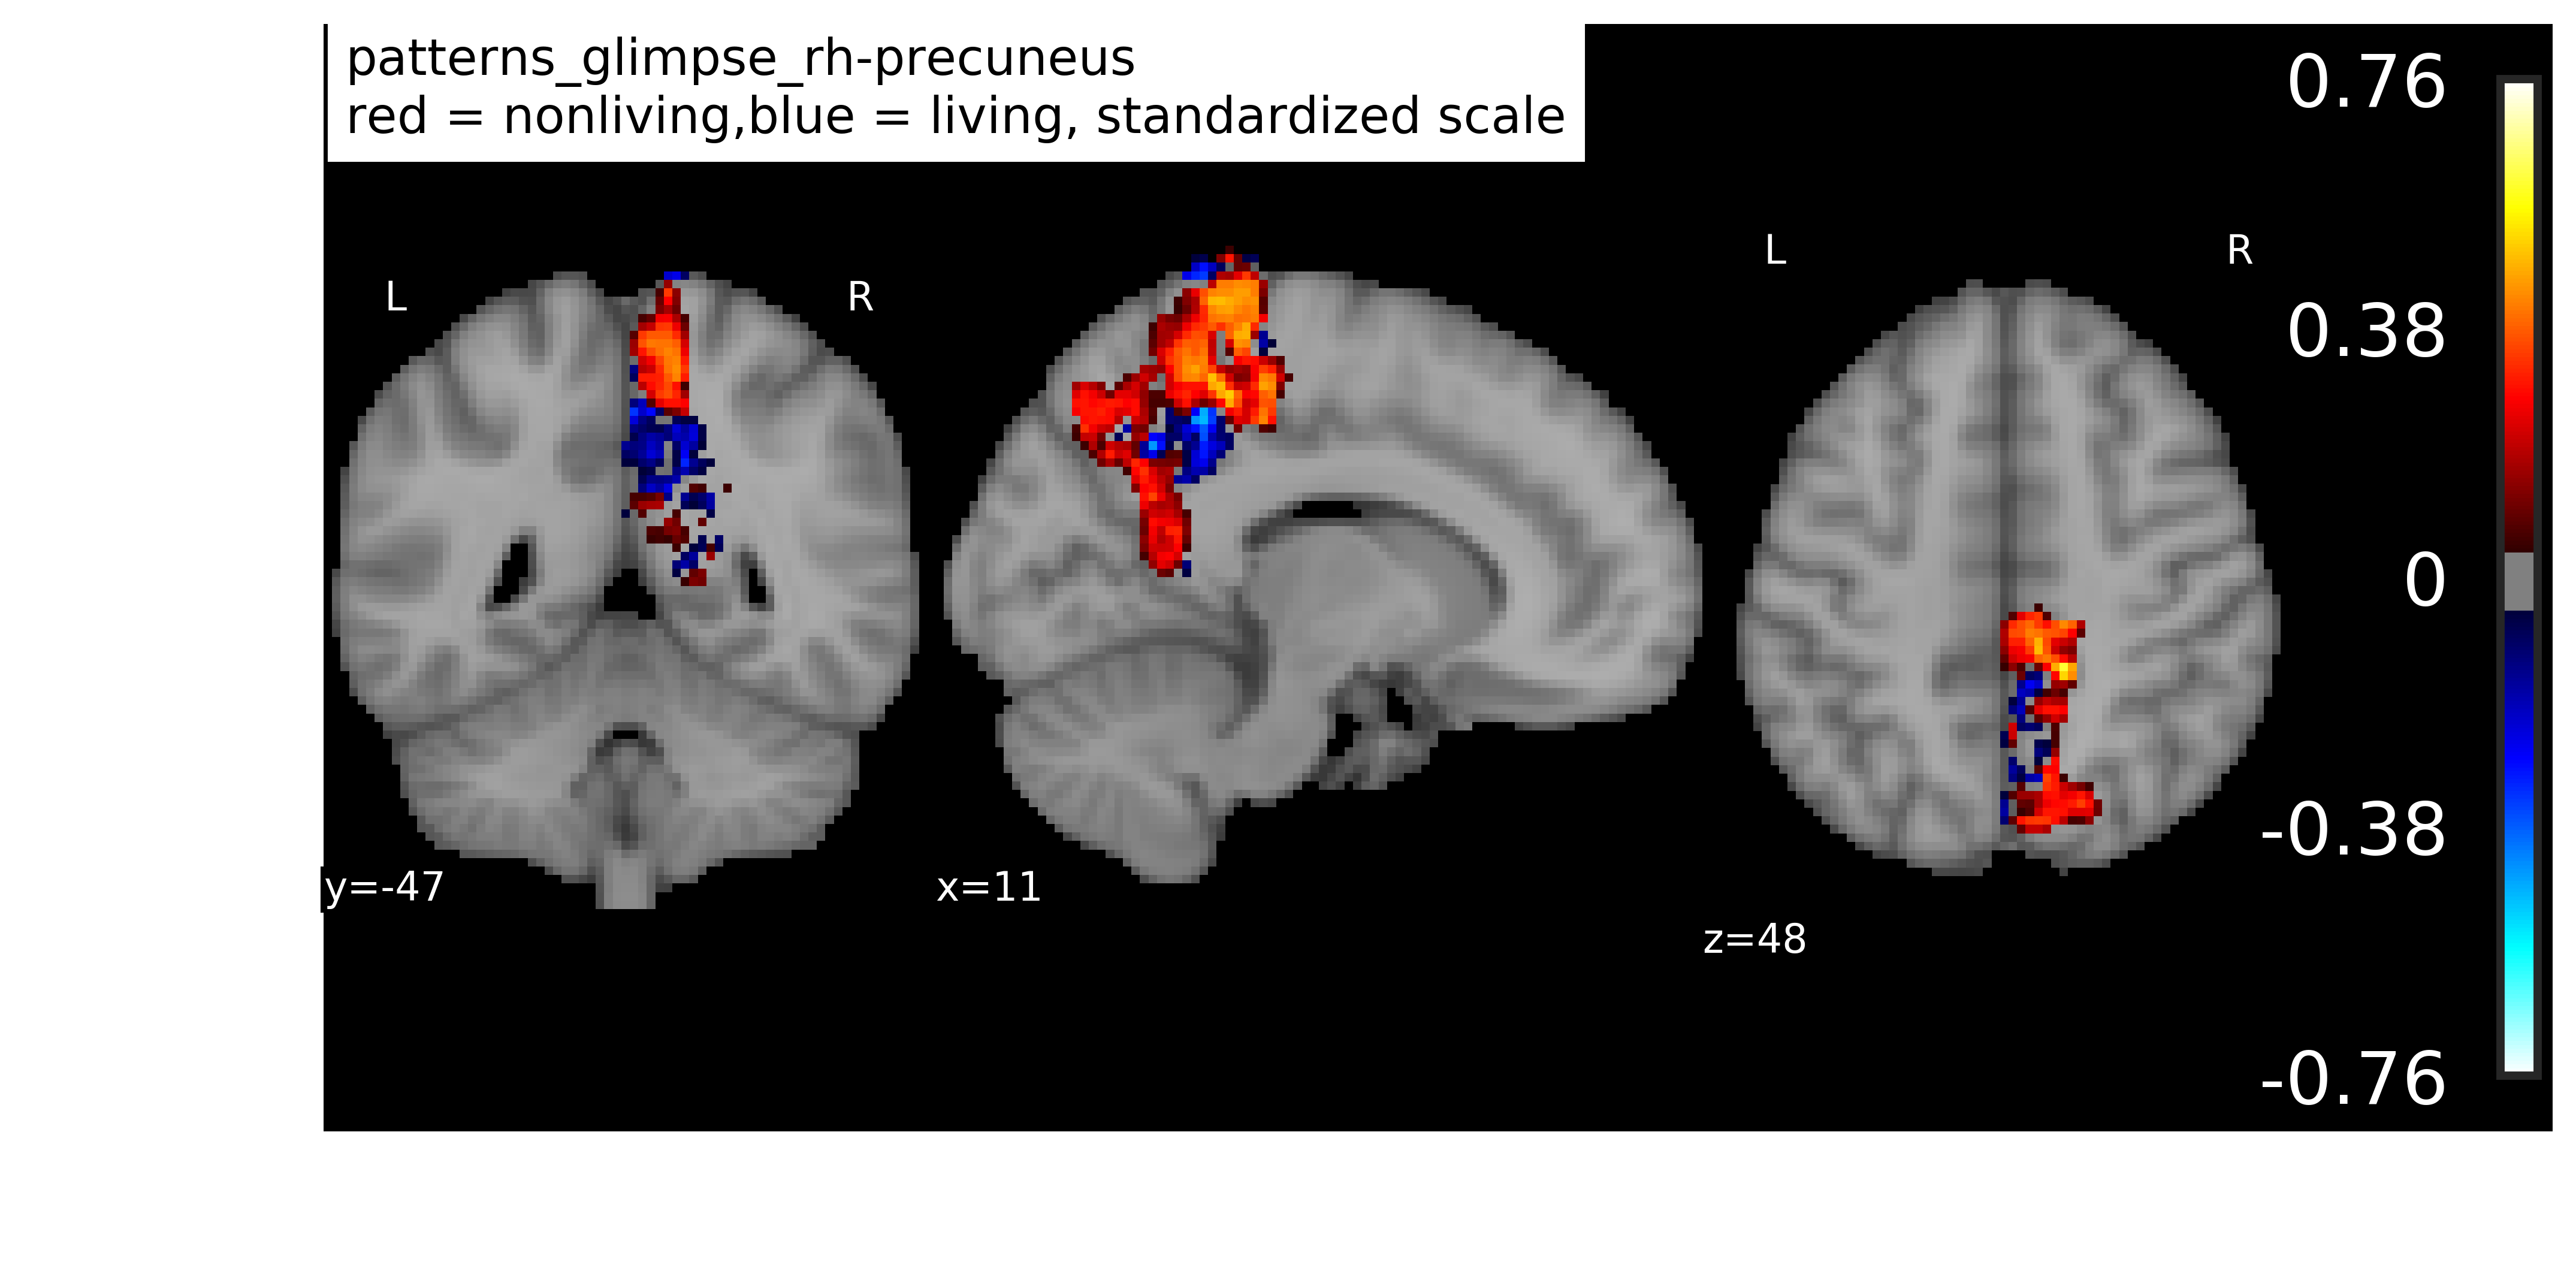 patterns_glimpse_rh-precuneus
red = nonliving,blue = living, standardized scale
0.76
L
R
L
R
0.38
0
-0.38
y=-47
x=11
z=48
-0.76